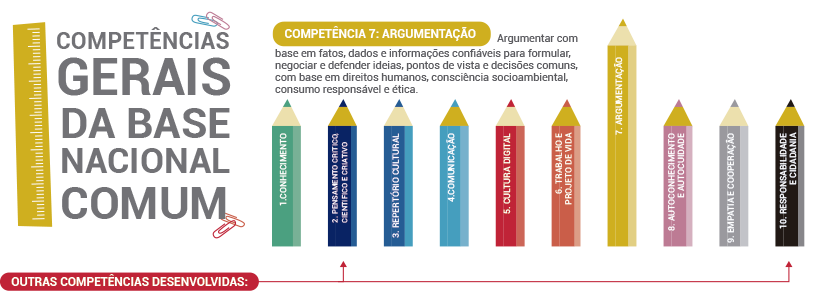 COMPETÊNCIAS
GERAIS
DA BASE
NACIONAL
COMUM
COMPETÊNCIA 7: ARGUMENTAÇÃO Argumentar com
base em fatos, dados e informações confiáveis para formular,
negociar e defender ideias, pontos de vista e decisões comuns,
com base em direitos humanos, consciência socioambiental,
consumo responsável e ética.
1.CONHECIMENTO
2. PENSAMENTO CRÍTICO,
CIENTÍFICO E CRIATIVO
3. REPERTÓRIO CULTURAL
4.COMUNICAÇÃO
5. CULTURA DIGITAL
6. TRABALHO E
PROJETO DE VIDA
7. ARGUMENTAÇÃO
8. AUTOCONHECIMENTO
E AUTOCUIDADE
9. EMPATIA E COOPERAÇÃO
10. RESPONSABILIDADE
E CIDADANIA
OUTRAS COMPETÊNCIAS DESENVOLVIDAS: